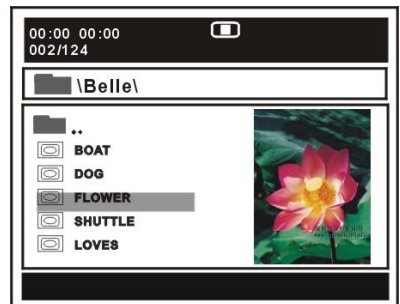 00:00 00:00
002/124
\Belle\
..
BOAT
DOG
FLOWER
SHUTTLE
LOVES